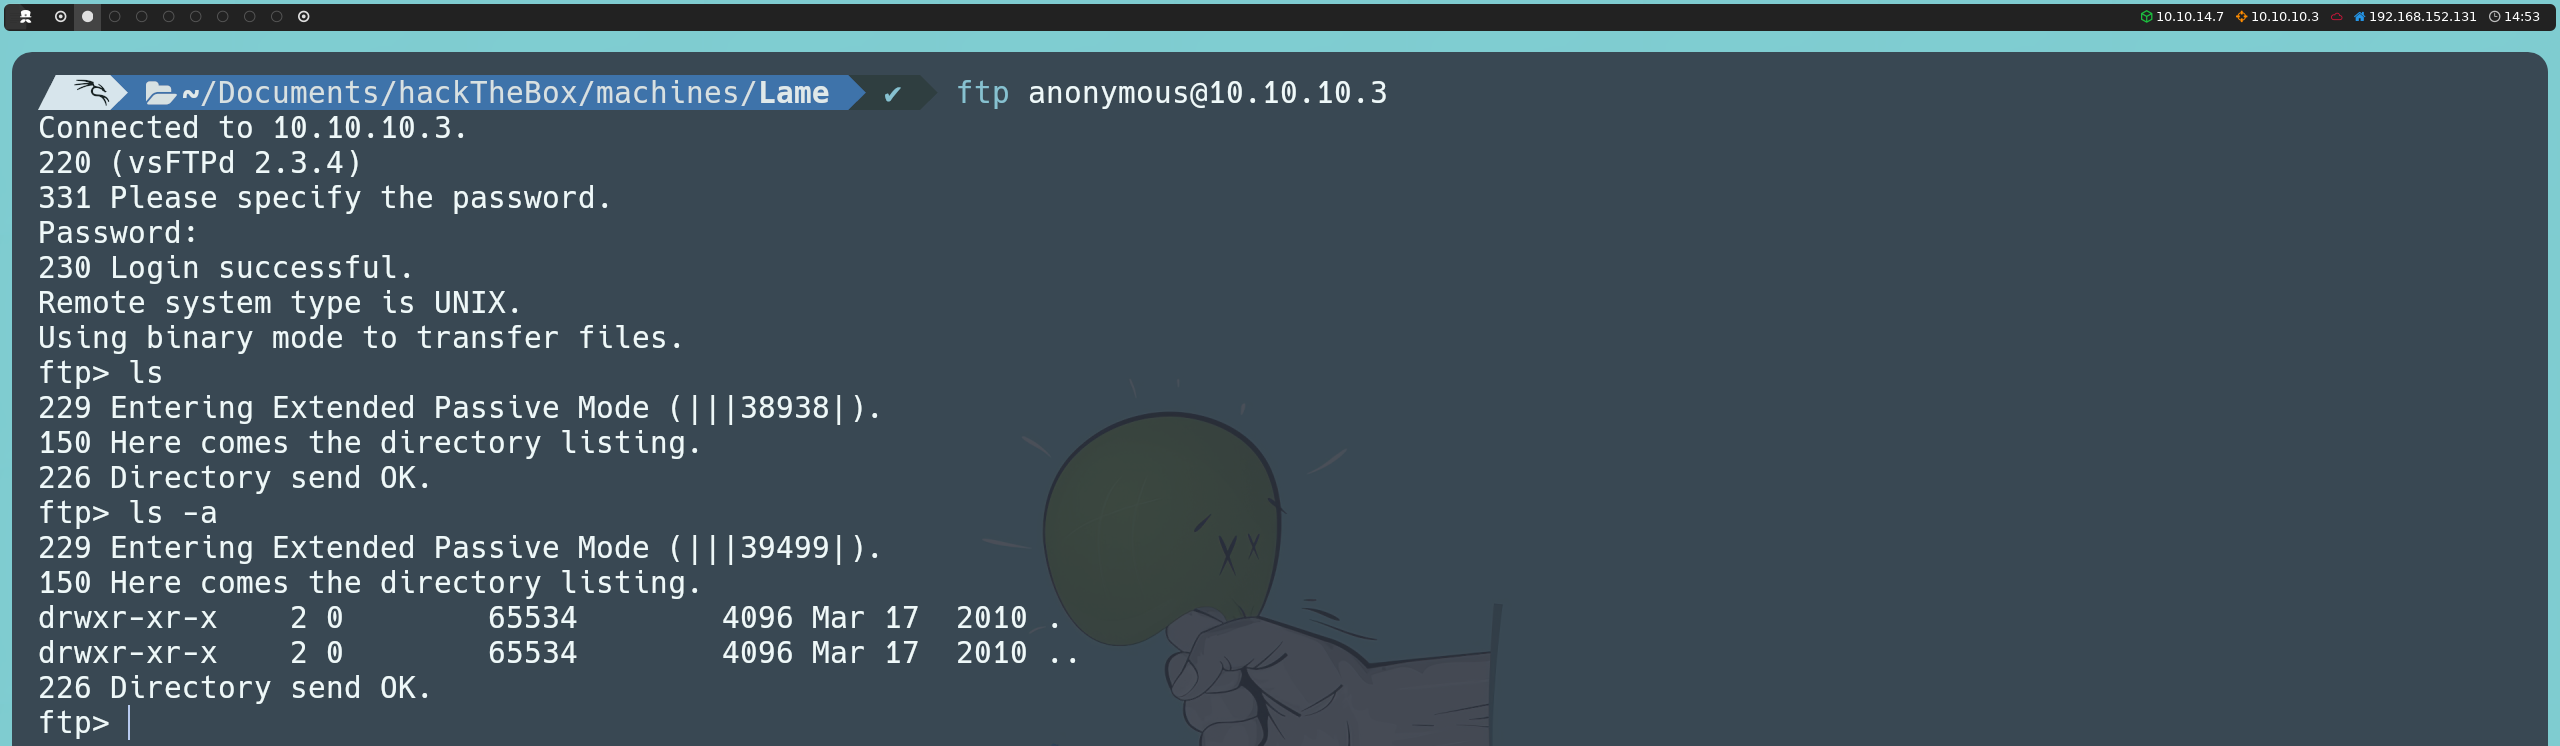 10.10.14.7 10.10.10.3 192.168.152.131 14:53
~/Documents/hackTheBox/machines/Lame ✔ ftp anonymous@10.10.10.3
Connected to 10.10.10.3.
220 (vsFTPd 2.3.4)
331 Please specify the password.
Password:
230 Login successful.
Remote system type is UNIX.
Using binary mode to transfer files.
ftp> ls
229 Entering Extended Passive Mode (|||38938|).
150 Here comes the directory listing.
226 Directory send OK.
ftp> ls -a
229 Entering Extended Passive Mode (|||39499|).
150 Here comes the directory listing.
drwxr-xr-x    2 0        65534        4096 Mar 17  2010 .
drwxr-xr-x    2 0        65534        4096 Mar 17  2010 ..
226 Directory send OK.
ftp>